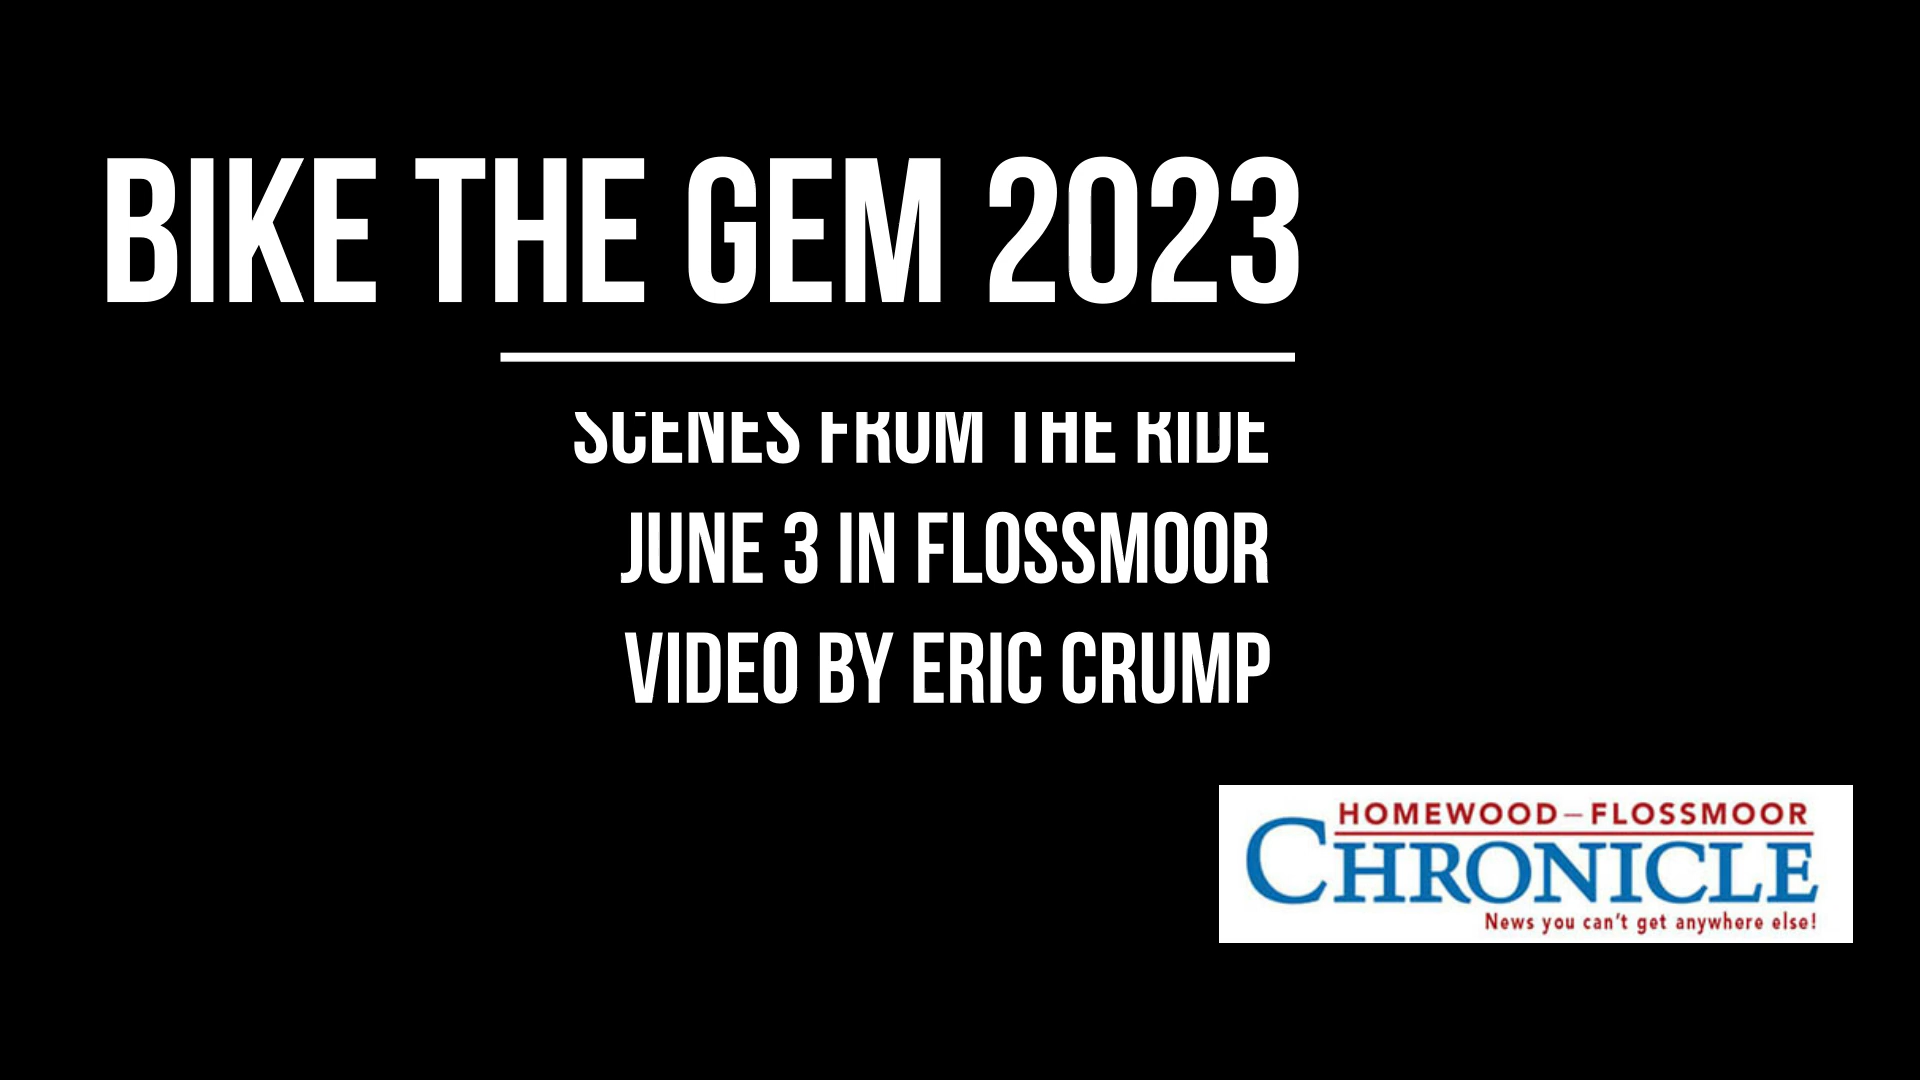 BIKE THE GEM 2023
SCENES FROM THE RIDE
JUNE 3 IN FLOSSMOOR
VIDEO BY ERIC CRUMP
HOMEWOOD–FLOSSMOOR
CHRONICLE
News you can't get anywhere else!